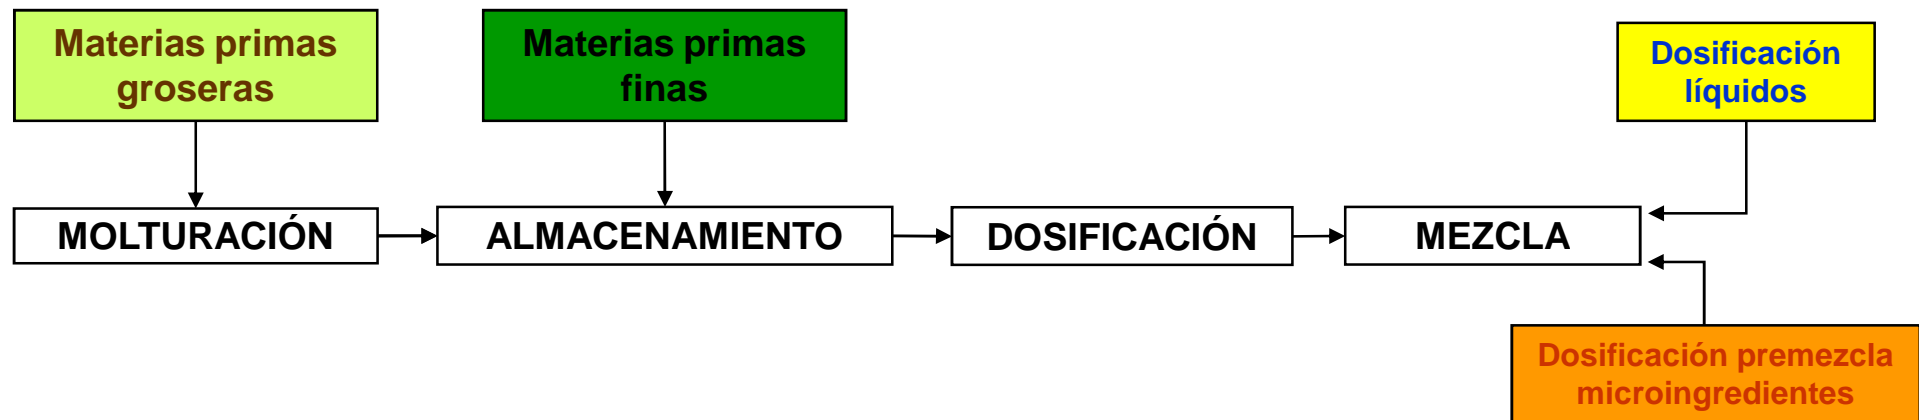 Materias primas
groseras
Materias primas
finas
Dosificación
líquidos
MOLTURACIÓN
ALMACENAMIENTO
DOSIFICACIÓN
MEZCLA
Dosificación premezcla
microingredientes